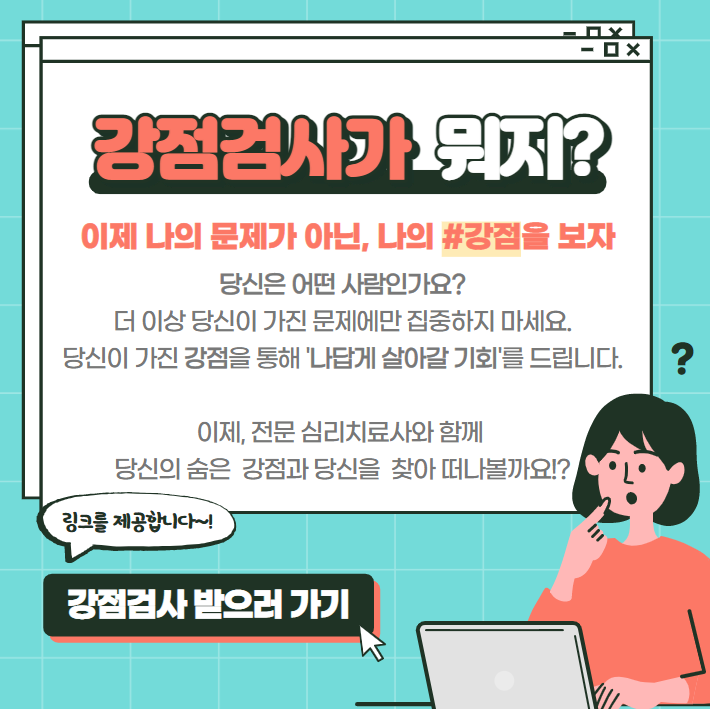 강점검사가 뭐지?
이제 나의 문제가 아닌, 나의 #강점을 보자
당신은 어떤 사람인가요?
더 이상 당신이 가진 문제에만 집중하지 마세요.
당신이 가진 강점을 통해 '나답게 살아갈 기회'를 드립니다.
?
이제, 전문 심리치료사와 함께
당신의 숨은 강점과 당신을 찾아 떠나볼까요!?
링크를 제공합니다~!
강점검사 받으러 가기